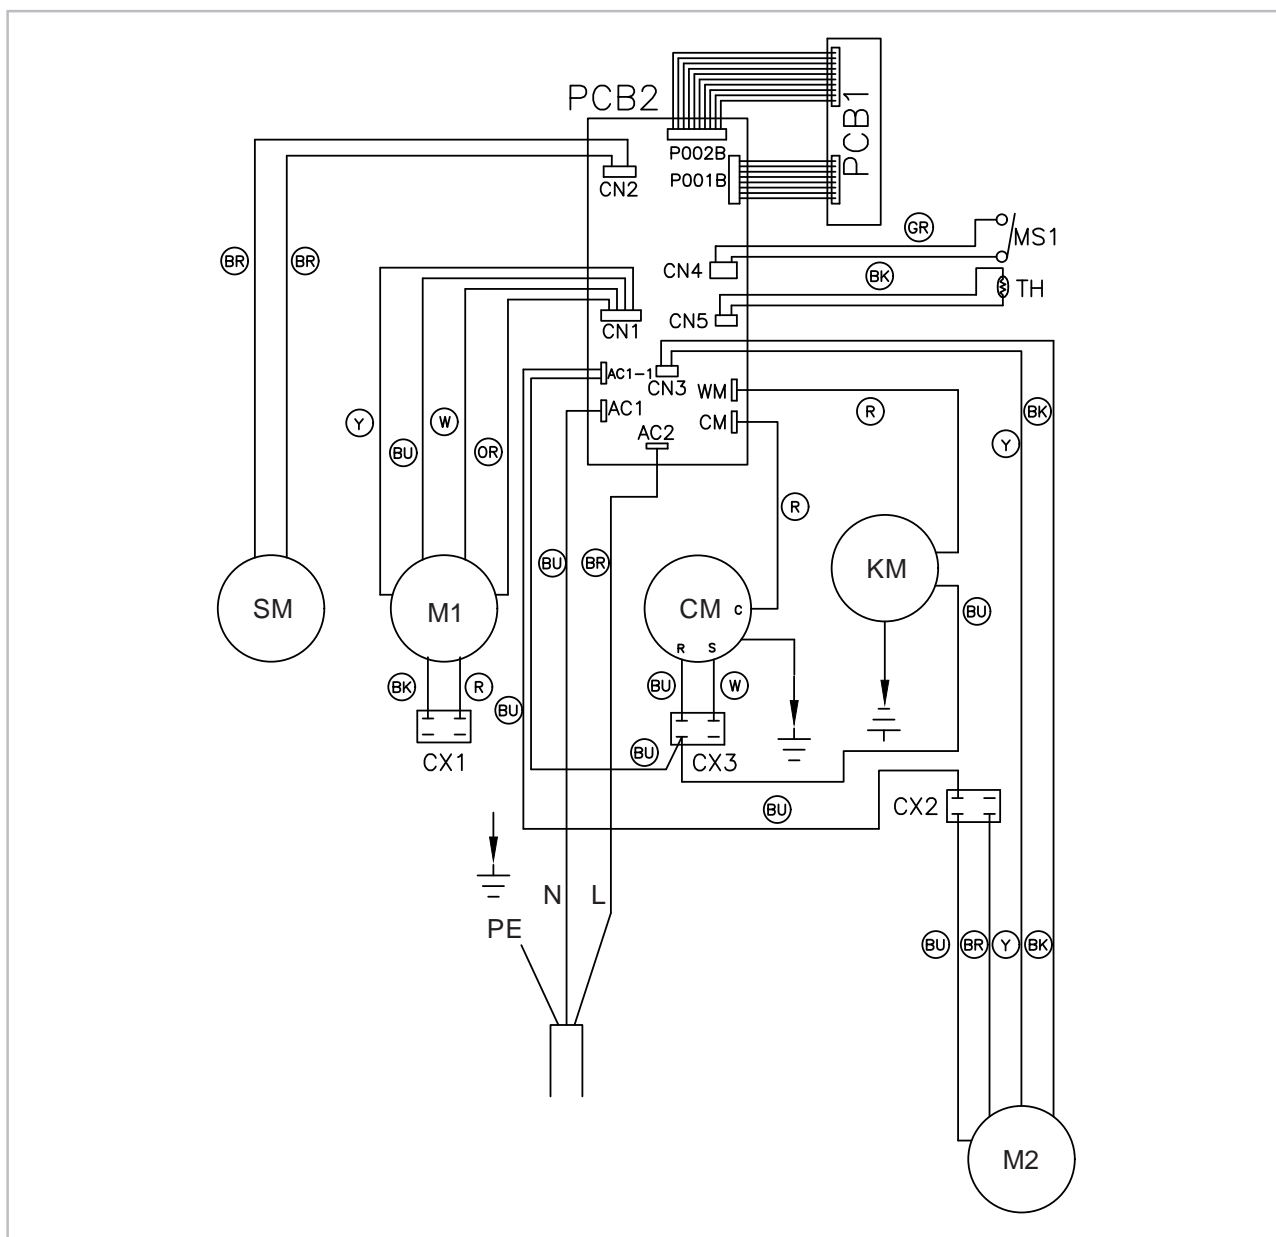 PCB2
PCB1
P002B
P001B
CN2
GR
MS1
BR
BR
CN4
BK
TH
CN5
CN1
AC1-1
CN3
WM
AC1
CM
R
BK
Y
W
BU
OR
AC2
Y
R
BU
BR
KM
SM
M1
CM
C
BU
R
S
BK
R
BU
BU
W
BU
CX1
CX3
BU
CX2
N
L
PE
BU
BR
Y
BK
M2